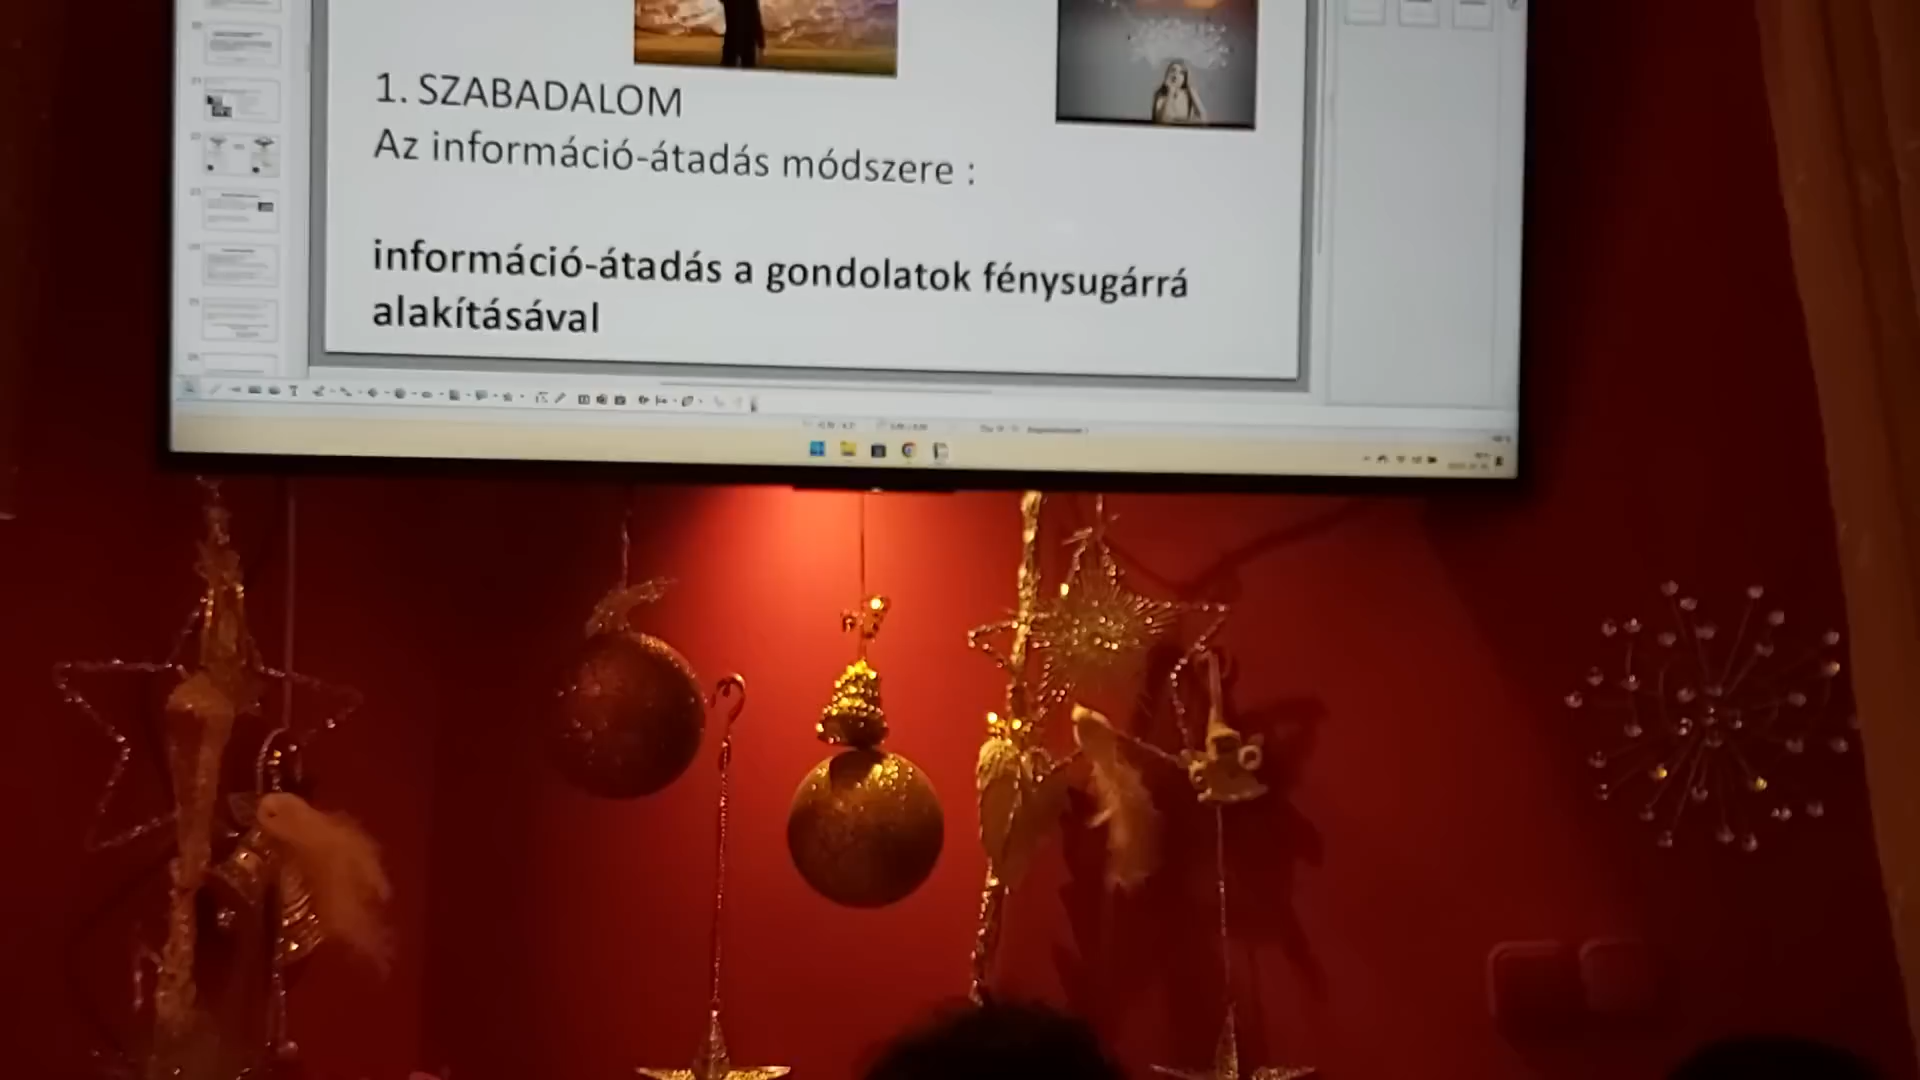 1. SZABADALOM
Az információ-átadás módszere :
információ-átadás a gondolatok fénysugárrá
alakításával